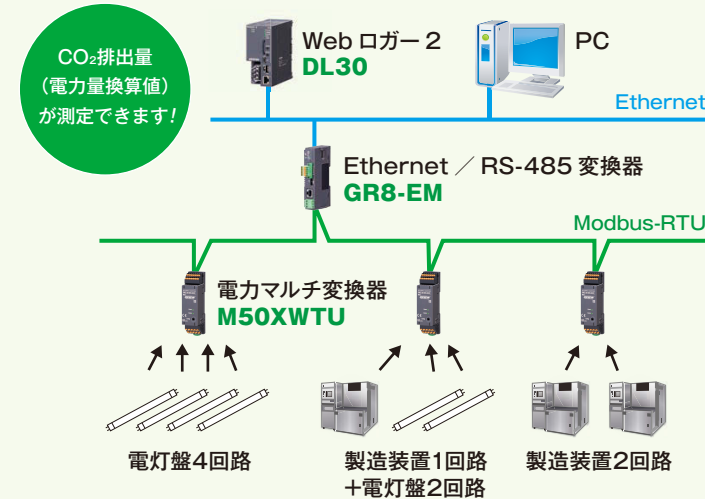 CO₂排出量
（電力量換算値）
が測定できます!
Web ロガー 2
DL30
PC
Ethernet
Ethernet ／ RS-485 変換器
GR8-EM
Modbus-RTU
電力マルチ変換器
M50XWTU
電灯盤4回路
製造装置1回路
＋電灯盤2回路
製造装置2回路